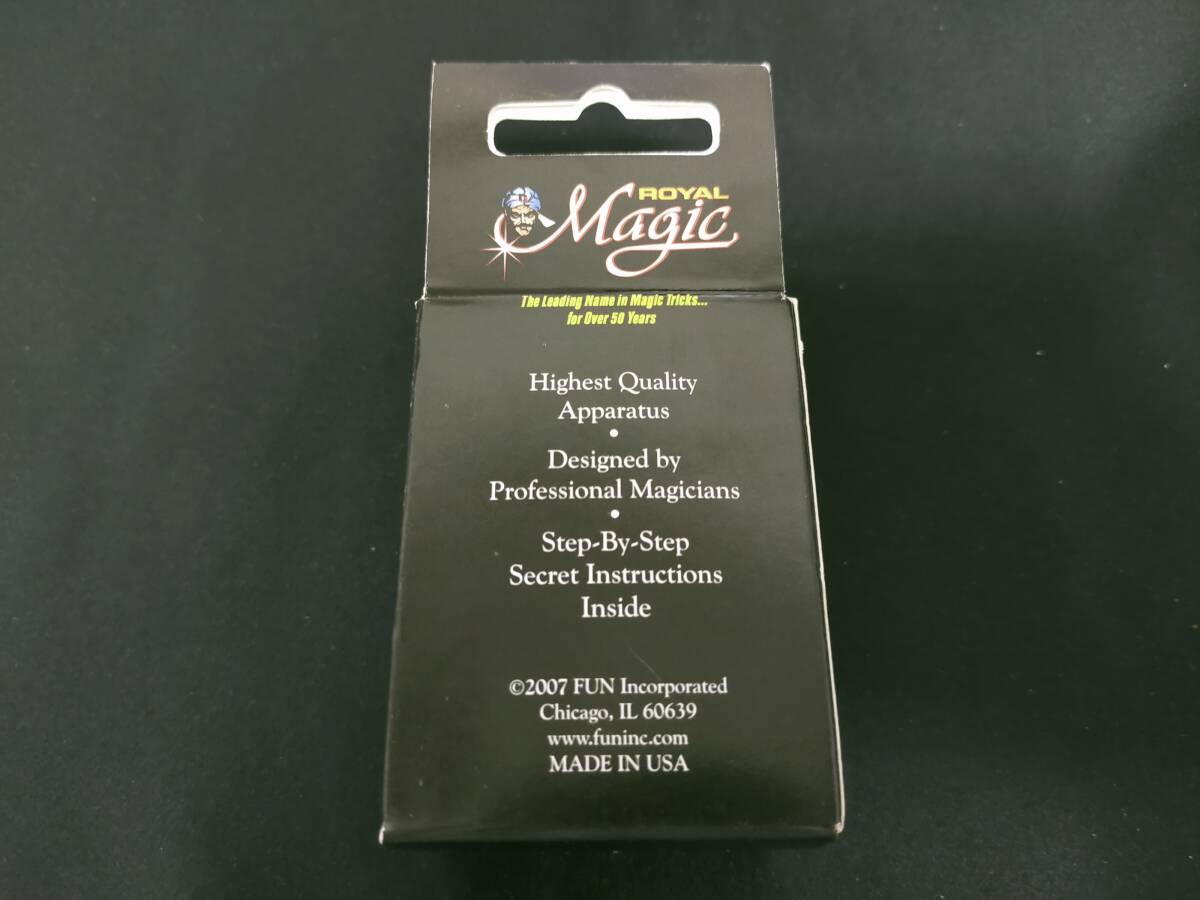 ROYAL
Magic
The Leading Name in Magic Tricks...
for Over 50 Years
Highest Quality
Apparatus
•
Designed by
Professional Magicians
•
Step-By-Step
Secret Instructions
Inside
©2007 FUN Incorporated
Chicago, IL 60639
www.funinc.com
MADE IN USA